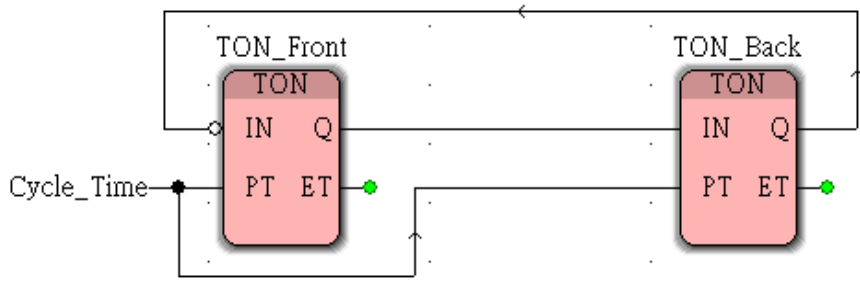 TON_Front
TON_Back
TON
TON
IN Q
IN Q
Cycle_Time
PT ET
PT ET